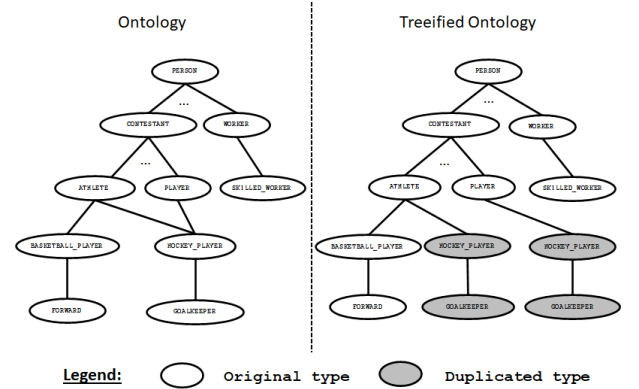 Ontology
Treeified Ontology
PERSON
...
CONTESTANT
WORKER
...
ATHLETE
PLAYER
SKILLED_WORKER
BASKETBALL_PLAYER
HOCKEY_PLAYER
FORWARD
GOALKEEPER
PERSON
...
CONTESTANT
WORKER
...
ATHLETE
PLAYER
SKILLED_WORKER
BASKETBALL_PLAYER
HOCKEY_PLAYER
HOCKEY_PLAYER
FORWARD
GOALKEEPER
GOALKEEPER
Legend: Original type Duplicated type